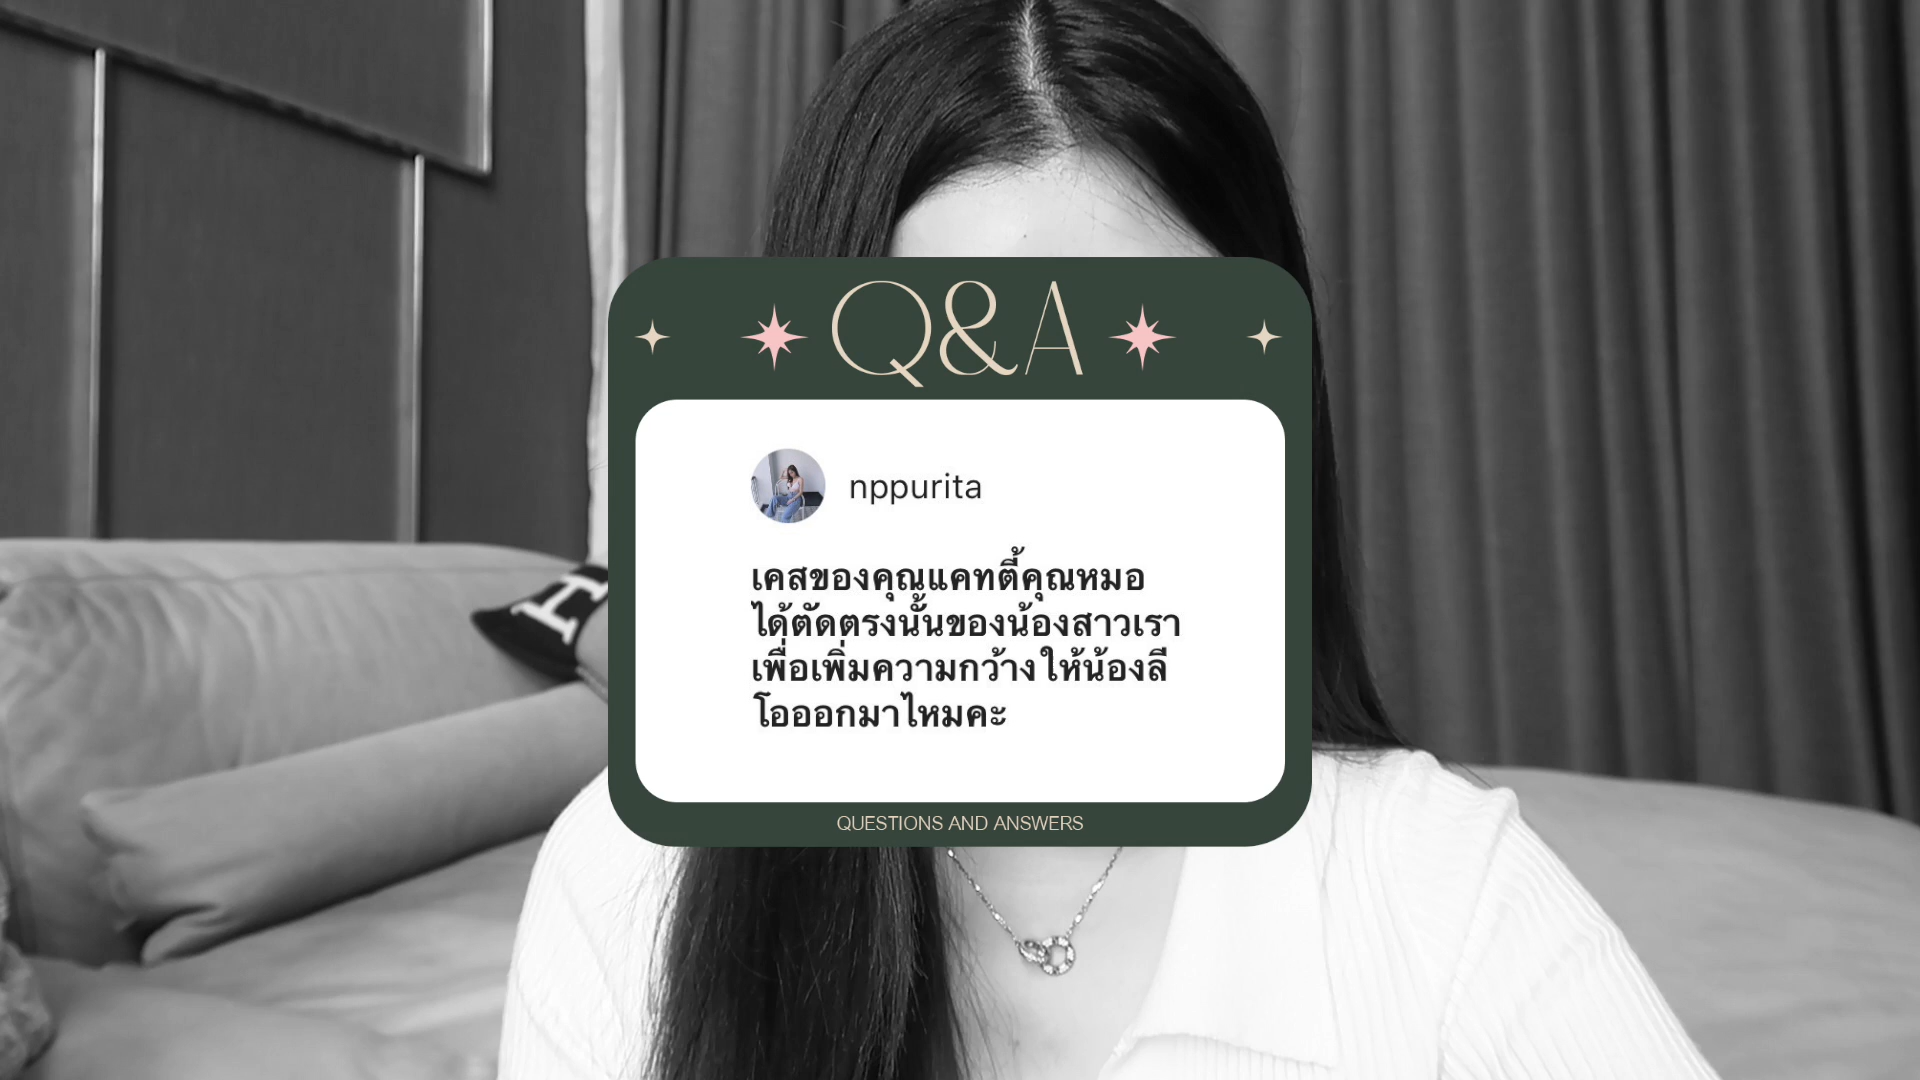 Q&A
nppurita
เคสของคุณแคทตี้คุณหมอ
ได้ตัดตรงนั้นของน้องสาวเรา
เพื่อเพิ่มความกว้าง ให้น้องลี
โอออกมาไหมคะ
QUESTIONS AND ANSWERS
H